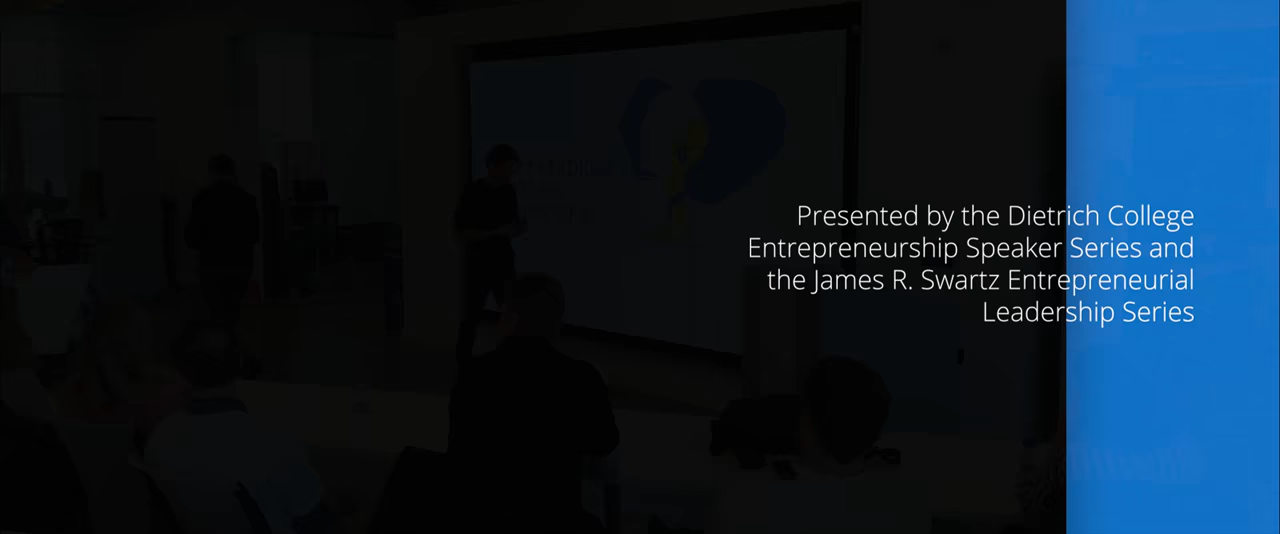 Presented by the Dietrich College
Entrepreneurship Speaker Series and
the James R. Swartz Entrepreneurial
Leadership Series